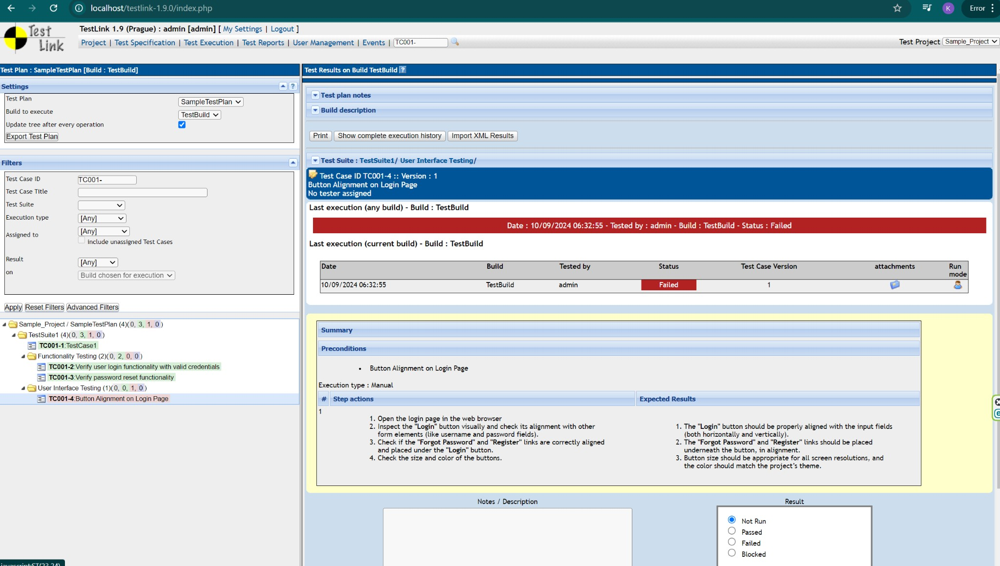 localhost/testlink-1.9.0/index.php
K
Error
Test Link
TestLink 1.9 (Prague) : admin [admin] [ My Settings | Logout ]
Project | Test Specification | Test Execution | Test Reports | User Management | Events | TC001-
Test Project Sample_Project
Test Plan : SampleTestPlan [Build : TestBuild]
Settings
?
Test Plan SampleTestPlan
Build to execute TestBuild
Update tree after every operation
Export Test Plan
Filters
Test Case ID TC001-
Test Case Title
Test Suite
Execution type [Any]
Assigned to [Any]
include unassigned Test Cases
Result [Any]
on Build chosen for execution
Apply Reset Filters Advanced Filters
Sample_Project / SampleTestPlan (4)(0, 3, 1, 0)
TestSuite1 (4)(0, 3, 1, 0)
TC001-1:TestCase1
Functionality Testing (2)(0, 2, 0, 0)
TC001-2:Verify user login functionality with valid credentials
TC001-3:Verify password reset functionality
User Interface Testing (1)(0, 0, 1, 0)
TC001-4:Button Alignment on Login Page
Test Results on Build TestBuild ?
Test plan notes
Build description
Print Show complete execution history Import XML Results
Test Suite : TestSuite1/ User Interface Testing/
Test Case ID TC001-4 :: Version : 1
Button Alignment on Login Page
No tester assigned
Last execution (any build) - Build : TestBuild
Date : 10/09/2024 06:32:55 - Tested by : admin - Build : TestBuild - Status : Failed
Last execution (current build) - Build : TestBuild
Date Build Tested by Status Test Case Version attachments Run mode
10/09/2024 06:32:55 TestBuild admin Failed 1
Summary
Preconditions
• Button Alignment on Login Page
Execution type : Manual
# Step actions Expected Results
1
1. Open the login page in the web browser
2. Inspect the "Login" button visually and check its alignment with other
form elements (like username and password fields).
3. Check if the "Forgot Password" and "Register" links are correctly aligned
and placed under the "Login" button.
4. Check the size and color of the buttons.
1. The "Login" button should be properly aligned with the input fields
(both horizontally and vertically).
2. The "Forgot Password" and "Register" links should be placed
underneath the button, in alignment.
3. Button size should be appropriate for all screen resolutions, and
the color should match the project's theme.
Notes / Description
Result
Not Run
Passed
Failed
Blocked
javascript:ST(23,24)